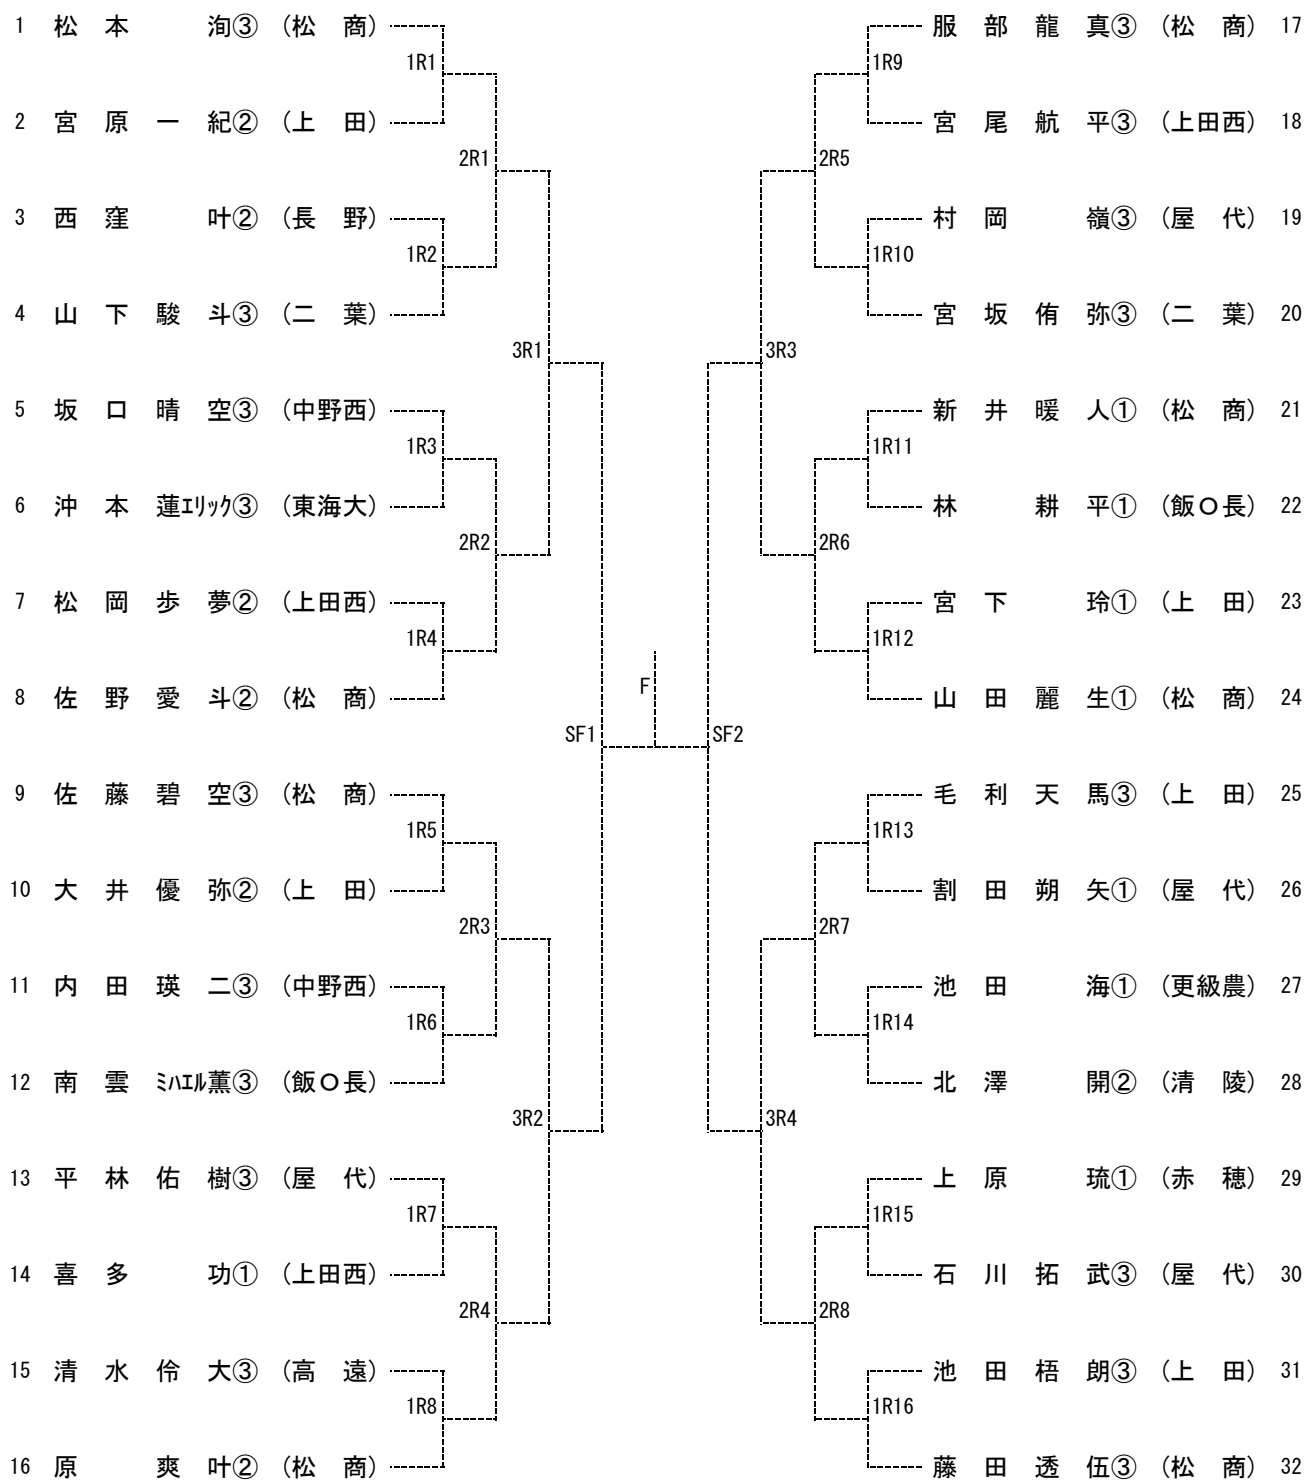 1 松本 洵③ (松商)
1R1
2 宮原一紀② (上田)
2R1
3 西窪 叶② (長野)
1R2
4 山下駿斗③ (二葉)
3R1
5 坂口晴空③ (中野西)
1R3
6 沖本蓮ｴﾘｯｸ③ (東海大)
2R2
7 松岡歩夢② (上田西)
1R4
8 佐野愛斗② (松商)
SF1
9 佐藤碧空③ (松商)
1R5
10 大井優弥② (上田)
2R3
11 内田瑛二③ (中野西)
1R6
12 南雲ﾐﾊｴﾙ薫③ (飯O長)
3R2
13 平林佑樹③ (屋代)
1R7
14 喜多 功① (上田西)
2R4
15 清水伶大③ (高遠)
1R8
16 原 爽叶② (松商)
F
服部龍真③ (松商) 17
1R9
宮尾航平③ (上田西) 18
2R5
村岡 嶺③ (屋代) 19
1R10
宮坂侑弥③ (二葉) 20
3R3
新井暖人① (松商) 21
1R11
林 耕平① (飯O長) 22
2R6
宮下 玲① (上田) 23
1R12
山田麗生① (松商) 24
SF2
毛利天馬③ (上田) 25
1R13
割田朔矢① (屋代) 26
2R7
池田 海① (更級農) 27
1R14
北澤 開② (清陵) 28
3R4
上原 琉① (赤穂) 29
1R15
石川拓武③ (屋代) 30
2R8
池田梧朗③ (上田) 31
1R16
藤田透伍③ (松商) 32